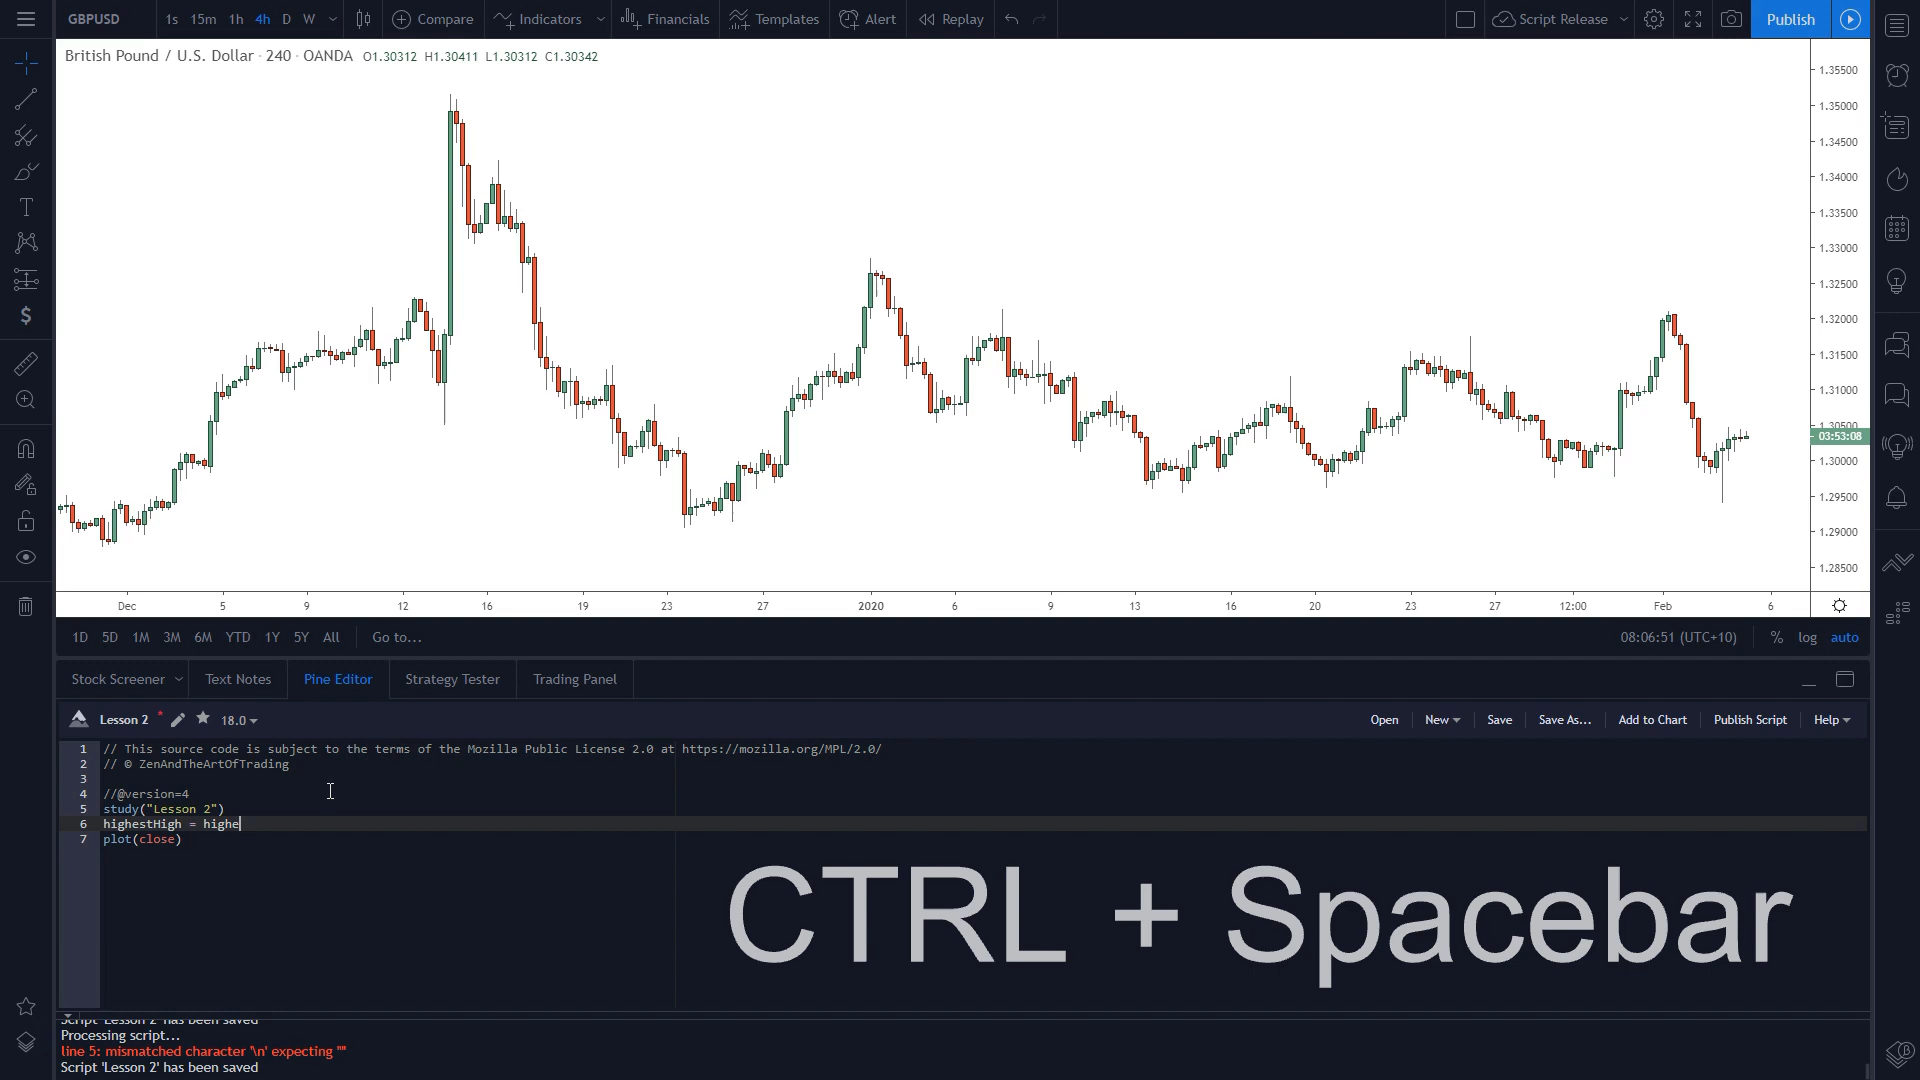 GBPUSD 1s 15m 1h 4h D W Compare Indicators Financials Templates Alert Replay Script Release Publish
British Pound / U.S. Dollar · 240 · OANDA O1.30312 H1.30411 L1.30312 C1.30342
1.35500
1.35000
1.34500
1.34000
1.33500
1.33000
1.32500
1.32000
1.31500
1.31000
1.30500
03:53:08
1.30000
1.29500
1.29000
1.28500
Dec 5 9 12 16 19 23 27 2020 6 9 13 16 20 23 27 12:00 Feb 6
1D 5D 1M 3M 6M YTD 1Y 5Y All Go to... 08:06:51 (UTC+10) % log auto
Stock Screener Text Notes Pine Editor Strategy Tester Trading Panel
Lesson 2 * 18.0 Open New Save Save As... Add to Chart Publish Script Help
1 // This source code is subject to the terms of the Mozilla Public License 2.0 at https://mozilla.org/MPL/2.0/
2 // © ZenAndTheArtOfTrading
3
4 //@version=4
5 study("Lesson 2")
6 highestHigh = highe
7 plot(close)
CTRL + Spacebar
Script 'Lesson 2' has been saved
Processing script...
line 5: mismatched character '\n' expecting '"'
Script 'Lesson 2' has been saved